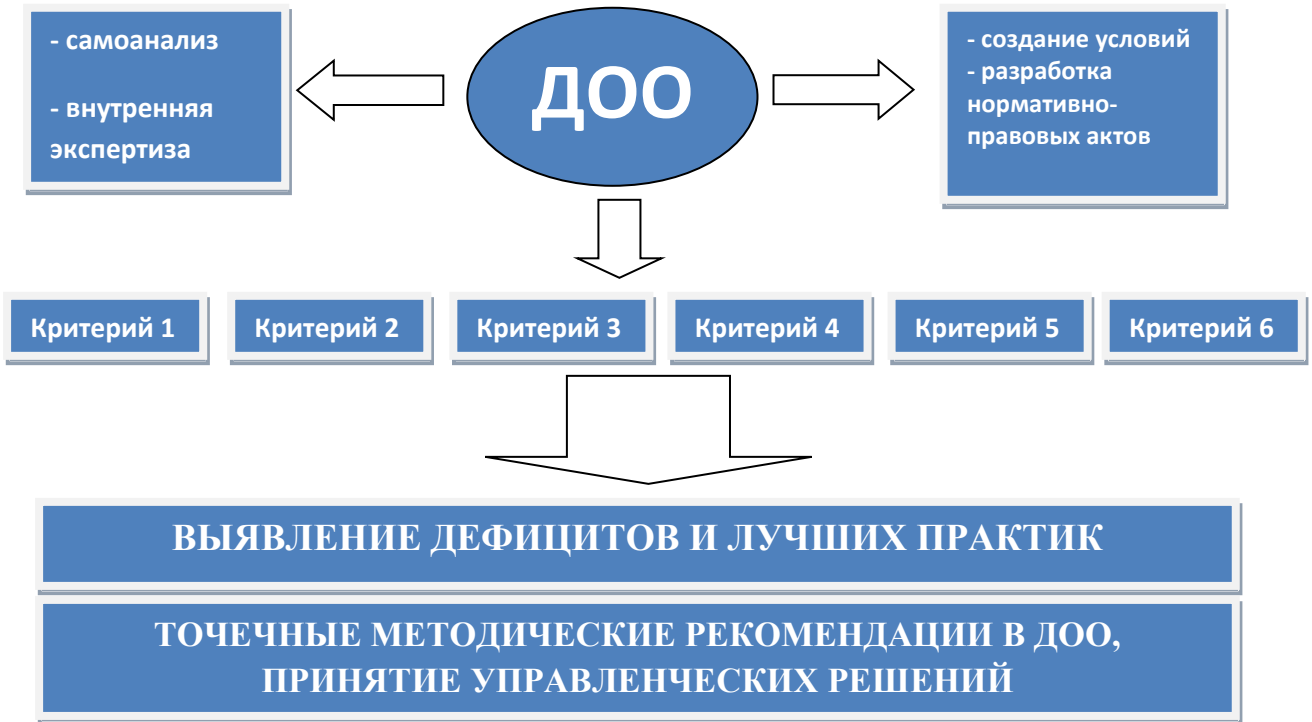 - самоанализ
- внутренняя
экспертиза
ДОО
- создание условий
- разработка
нормативно-
правовых актов
Критерий 1
Критерий 2
Критерий 3
Критерий 4
Критерий 5
Критерий 6
ВЫЯВЛЕНИЕ ДЕФИЦИТОВ И ЛУЧШИХ ПРАКТИК
ТОЧЕЧНЫЕ МЕТОДИЧЕСКИЕ РЕКОМЕНДАЦИИ В ДОО,
ПРИНЯТИЕ УПРАВЛЕНЧЕСКИХ РЕШЕНИЙ